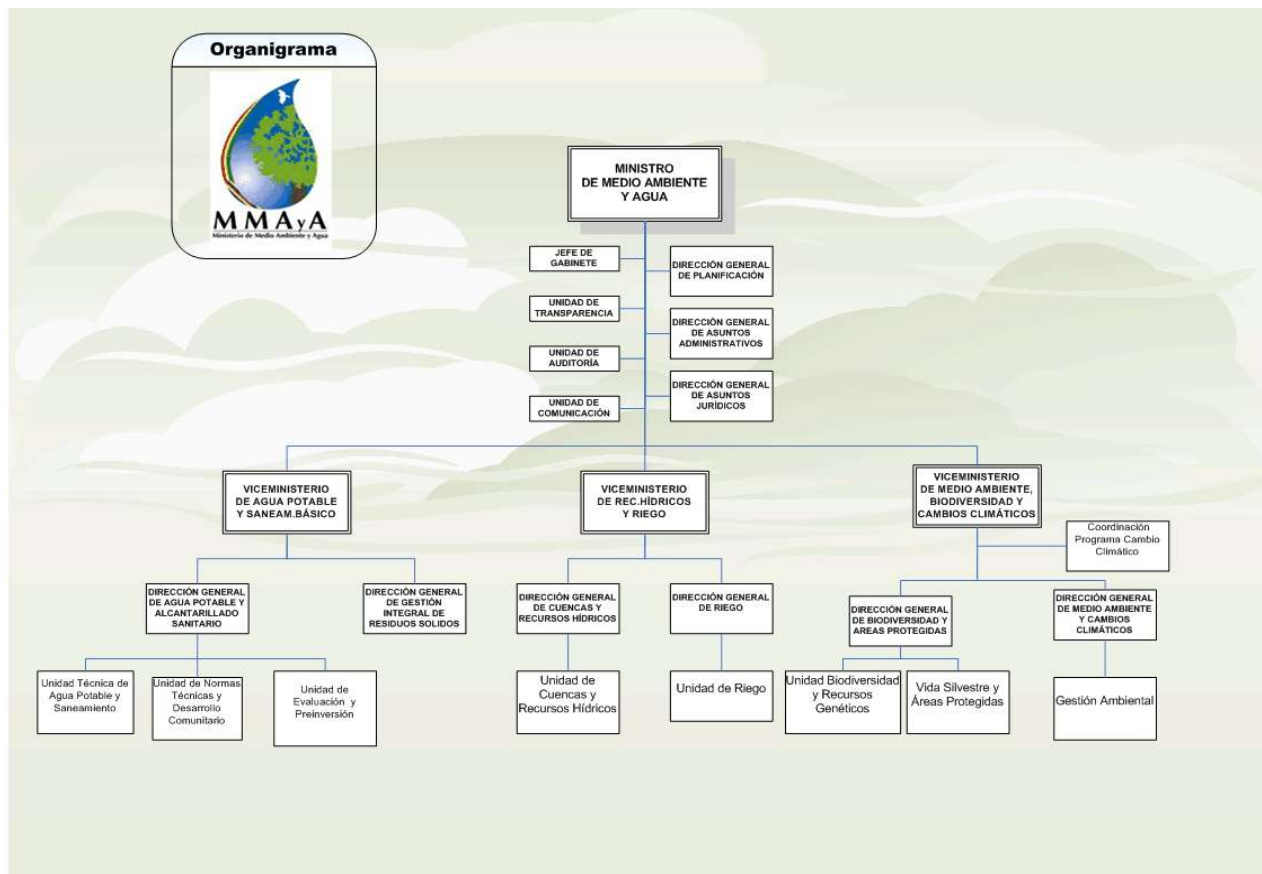 Organigrama
MMAyA
Ministerio de Medio Ambiente y Agua
MINISTRO
DE MEDIO AMBIENTE
Y AGUA
JEFE DE
GABINETE
DIRECCIÓN GENERAL
DE PLANIFICACIÓN
UNIDAD DE
TRANSPARENCIA
DIRECCIÓN GENERAL
DE ASUNTOS
ADMINISTRATIVOS
UNIDAD DE
AUDITORÍA
DIRECCIÓN GENERAL
DE ASUNTOS
JURÍDICOS
UNIDAD DE
COMUNICACIÓN
VICEMINISTERIO
DE AGUA POTABLE
Y SANEAM.BÁSICO
VICEMINISTERIO
DE REC.HÍDRICOS
Y RIEGO
VICEMINISTERIO
DE MEDIO AMBIENTE,
BIODIVERSIDAD Y
CAMBIOS CLIMÁTICOS
Coordinación
Programa Cambio
Climático
DIRECCIÓN GENERAL
DE AGUA POTABLE Y
ALCANTARILLADO
SANITARIO
DIRECCIÓN GENERAL
DE GESTIÓN
INTEGRAL DE
RESIDUOS SOLIDOS
DIRECCIÓN GENERAL
DE CUENCAS Y
RECURSOS HÍDRICOS
DIRECCIÓN GENERAL
DE RIEGO
DIRECCIÓN GENERAL
DE BIODIVERSIDAD Y
AREAS PROTEGIDAS
DIRECCIÓN GENERAL
DE MEDIO AMBIENTE
Y CAMBIOS
CLIMÁTICOS
Unidad Técnica de
Agua Potable y
Saneamiento
Unidad de Normas
Técnicas y
Desarrollo
Comunitario
Unidad de
Evaluación y
Preinversión
Unidad de
Cuencas y
Recursos Hídricos
Unidad de Riego
Unidad Biodiversidad
y Recursos
Genéticos
Vida Silvestre y
Áreas Protegidas
Gestión Ambiental